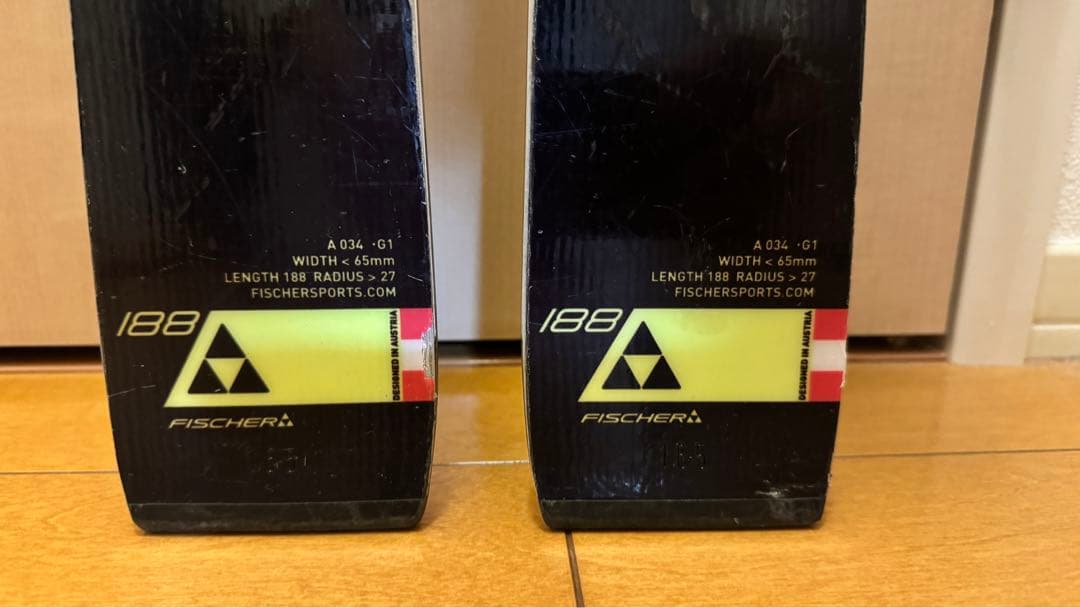 A 034 ·G1
WIDTH < 65mm
LENGTH 188 RADIUS > 27
FISCHERSPORTS.COM
188
DESIGNED IN AUSTRIA
FISCHER
A 034 ·G1
WIDTH < 65mm
LENGTH 188 RADIUS > 27
FISCHERSPORTS.COM
188
DESIGNED IN AUSTRIA
FISCHER